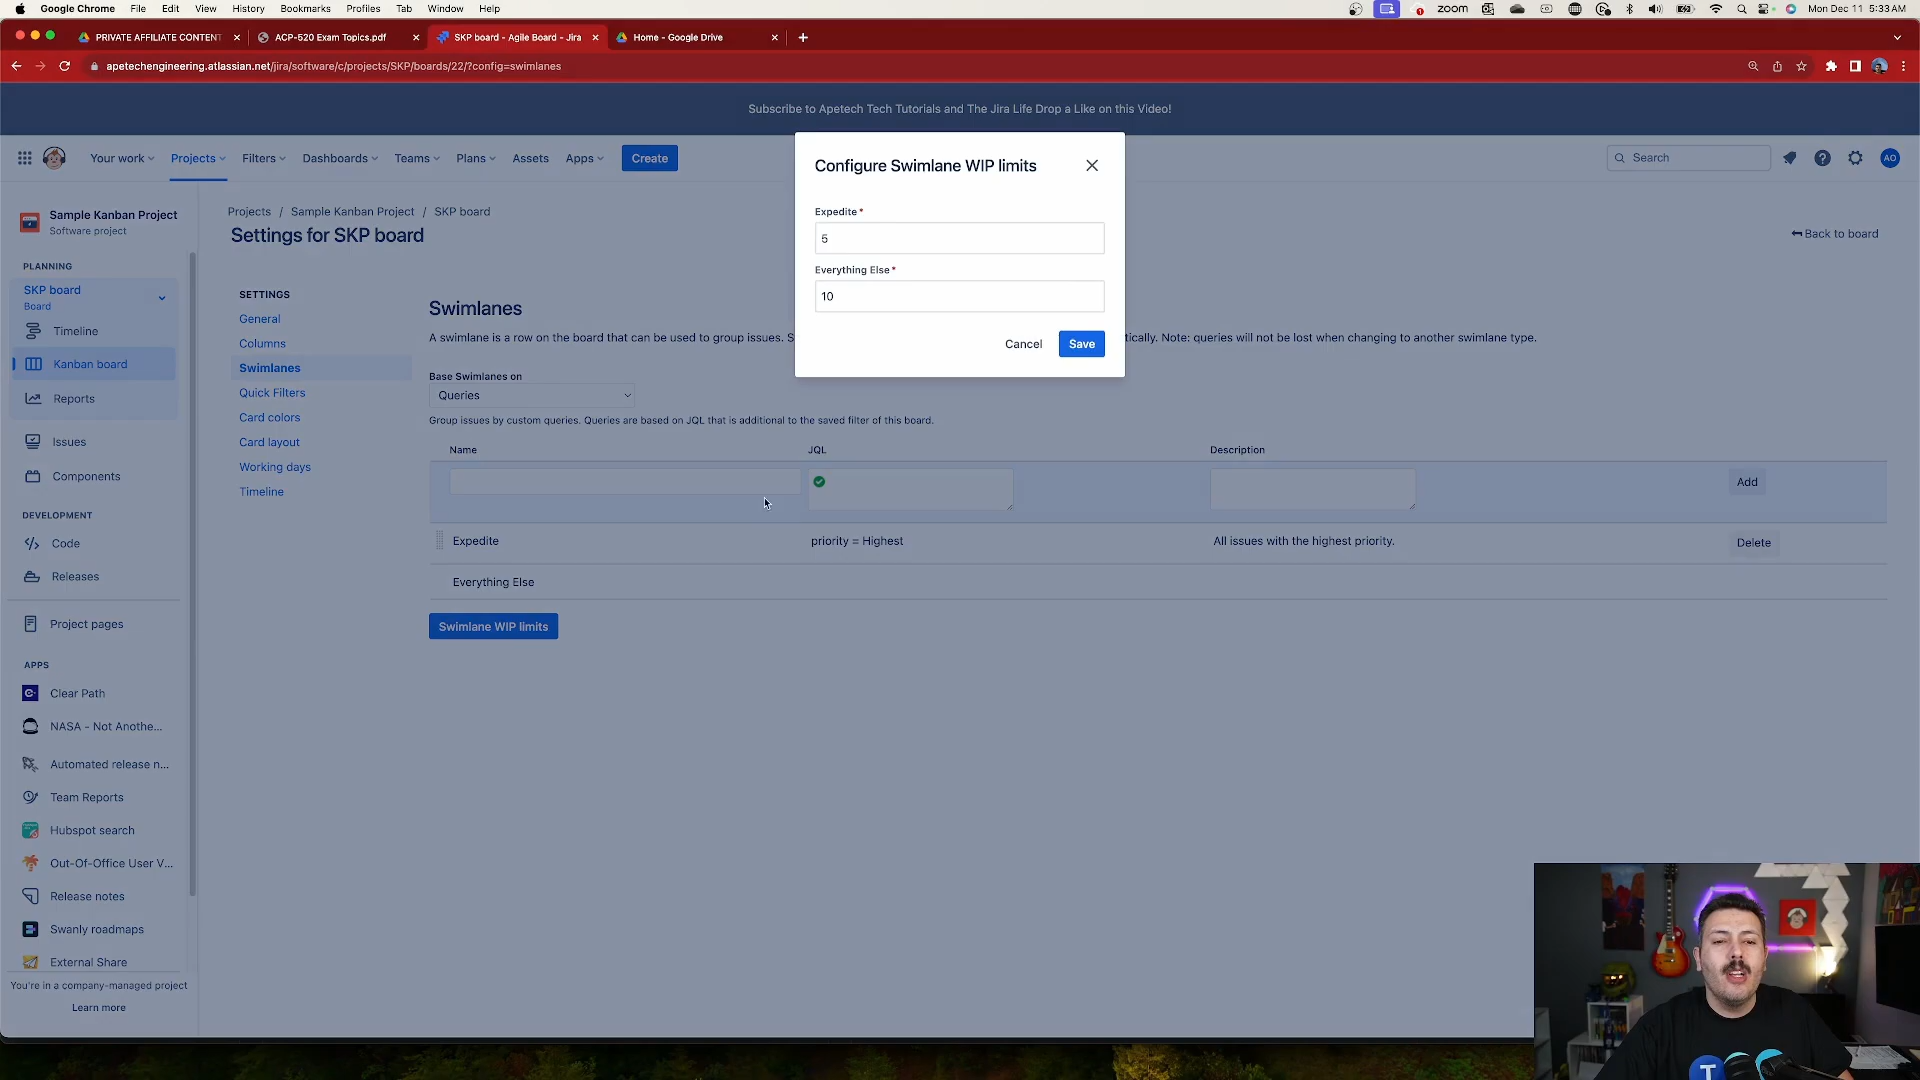 Google Chrome File Edit View History Bookmarks Profiles Tab Window Help
zoom Mon Dec 11 5:33 AM
PRIVATE AFFILIATE CONTENT
ACP-520 Exam Topics.pdf
SKP board - Agile Board - Jira
Home - Google Drive
apetechengineering.atlassian.net/jira/software/c/projects/SKP/boards/22/?config=swimlanes
Subscribe to Apetech Tech Tutorials and The Jira Life Drop a Like on this Video!
Your work Projects Filters Dashboards Teams Plans Assets Apps Create
Search
AO
Sample Kanban Project
Software project
PLANNING
SKP board
Board
Timeline
Kanban board
Reports
Issues
Components
DEVELOPMENT
Code
Releases
Project pages
APPS
Clear Path
NASA - Not Anothe...
Automated release n...
Team Reports
Hubspot search
Out-Of-Office User V...
Release notes
Swanly roadmaps
External Share
You're in a company-managed project
Learn more
Projects / Sample Kanban Project / SKP board
Settings for SKP board
Back to board
SETTINGS
General
Columns
Swimlanes
Quick Filters
Card colors
Card layout
Working days
Timeline
Swimlanes
A swimlane is a row on the board that can be used to group issues. S
tically. Note: queries will not be lost when changing to another swimlane type.
Base Swimlanes on
Queries
Group issues by custom queries. Queries are based on JQL that is additional to the saved filter of this board.
Name JQL Description
Add
Expedite priority = Highest All issues with the highest priority. Delete
Everything Else
Swimlane WIP limits
Configure Swimlane WIP limits
Expedite *
5
Everything Else *
10
Cancel Save